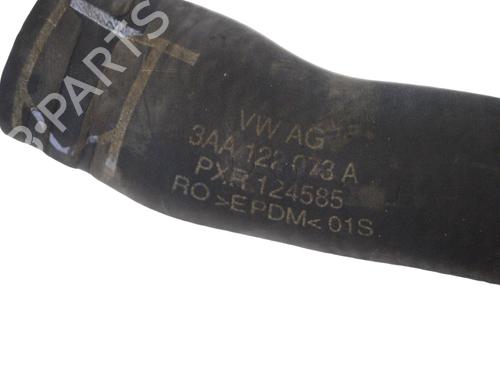 VW AG
3AA 122 073 A
PXR 124585
RO >EPDM< 01S
B-PARTS